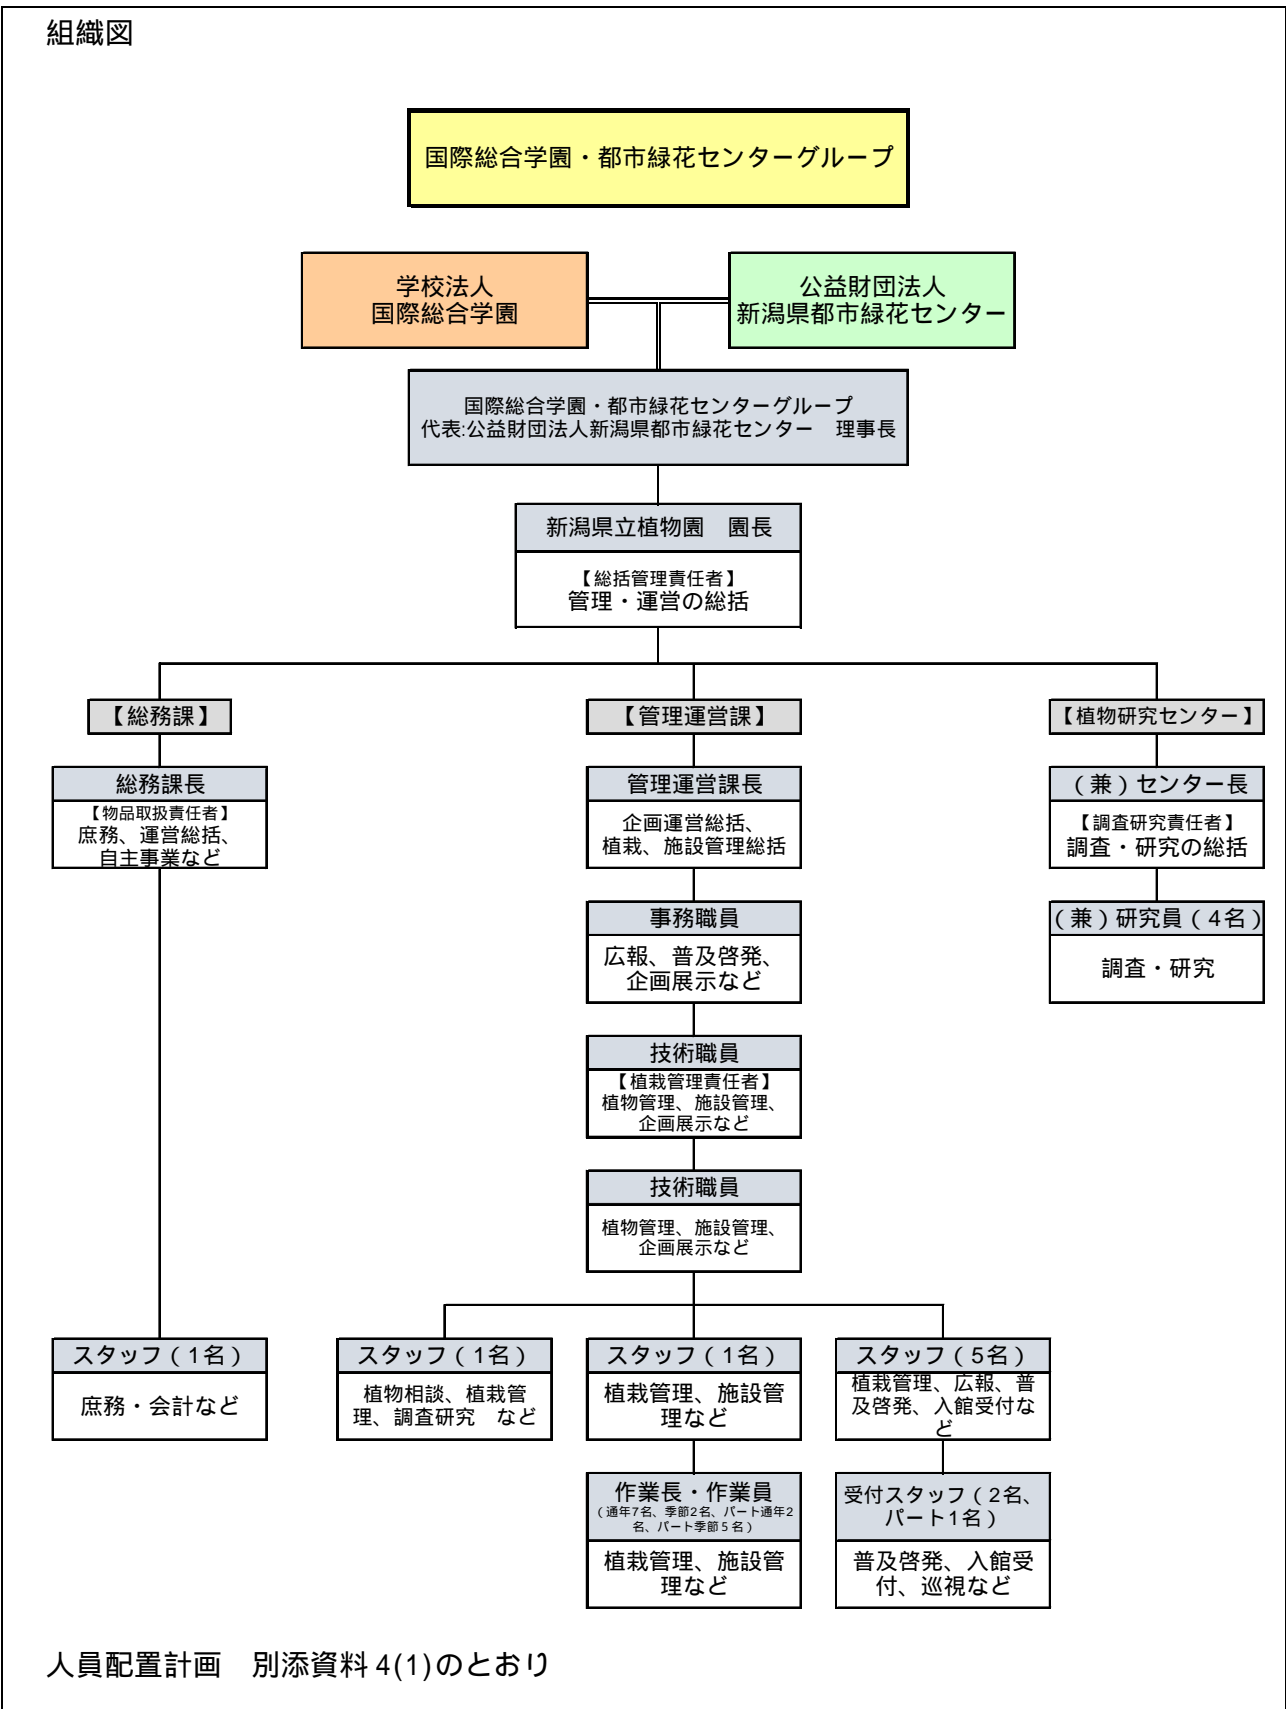 組織図
国際総合学園・都市緑花センターグループ
学校法人
国際総合学園
公益財団法人
新潟県都市緑花センター
国際総合学園・都市緑花センターグループ
代表:公益財団法人新潟県都市緑花センター　理事長
新潟県立植物園　園長
【総括管理責任者】
管理・運営の総括
【総務課】
総務課長
【物品取扱責任者】
庶務、運営総括、
自主事業など
スタッフ（1名）
庶務・会計など
【管理運営課】
管理運営課長
企画運営総括、
植栽、施設管理総括
事務職員
広報、普及啓発、
企画展示など
技術職員
【植栽管理責任者】
植物管理、施設管理、
企画展示など
技術職員
植物管理、施設管理、
企画展示など
スタッフ（1名）
植物相談、植栽管
理、調査研究　など
スタッフ（1名）
植栽管理、施設管
理など
作業長・作業員
（通年7名、季節2名、パート通年2
名、パート季節５名）
植栽管理、施設管
理など
スタッフ（5名）
植栽管理、広報、普
及啓発、入館受付な
ど
受付スタッフ（2名、
パート1名）
普及啓発、入館受
付、巡視など
【植物研究センター】
（兼）センター長
【調査研究責任者】
調査・研究の総括
（兼）研究員（4名）
調査・研究
人員配置計画　別添資料4(1)のとおり